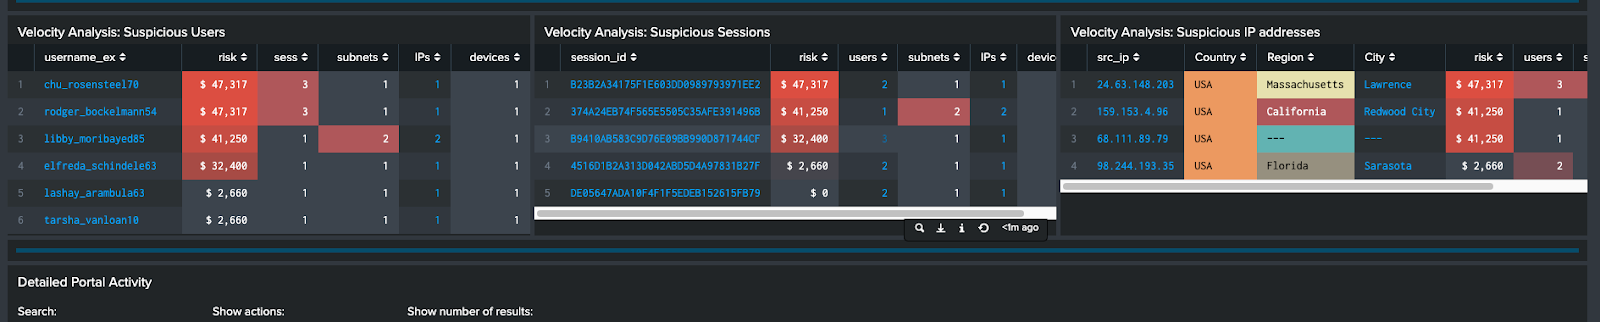 Velocity Analysis: Suspicious Users
username_ex risk sess subnets IPs devices
1 chu_rosensteel70 $ 47,317 3 1 1 1
2 rodger_bockelmann54 $ 47,317 3 1 1 1
3 libby_moribayed85 $ 41,250 1 2 2 1
4 elfreda_schindele63 $ 32,400 1 1 1 1
5 lashay_arambula63 $ 2,660 1 1 1 1
6 tarsha_vanloan10 $ 2,660 1 1 1 1
Velocity Analysis: Suspicious Sessions
session_id risk users subnets IPs devic
1 B23B2A34175F1E603DD0989793971EE2 $ 47,317 2 1 1
2 374A24EB74F565E5505C35AFE391496B $ 41,250 1 2 2
3 B9410AB583C9D76E09BB990D871744CF $ 32,400 3 1 1
4 4516D1B2A313D042ABD5D4A97831B27F $ 2,660 2 1 1
5 DE05647ADA10F4F1F5EDEB152615FB79 $ 0 2 1 1
<1m ago
Velocity Analysis: Suspicious IP addresses
src_ip Country Region City risk users s
1 24.63.148.203 USA Massachusetts Lawrence $ 47,317 3
2 159.153.4.96 USA California Redwood City $ 41,250 1
3 68.111.89.79 USA --- --- $ 41,250 1
4 98.244.193.35 USA Florida Sarasota $ 2,660 2
Detailed Portal Activity
Search: Show actions: Show number of results: